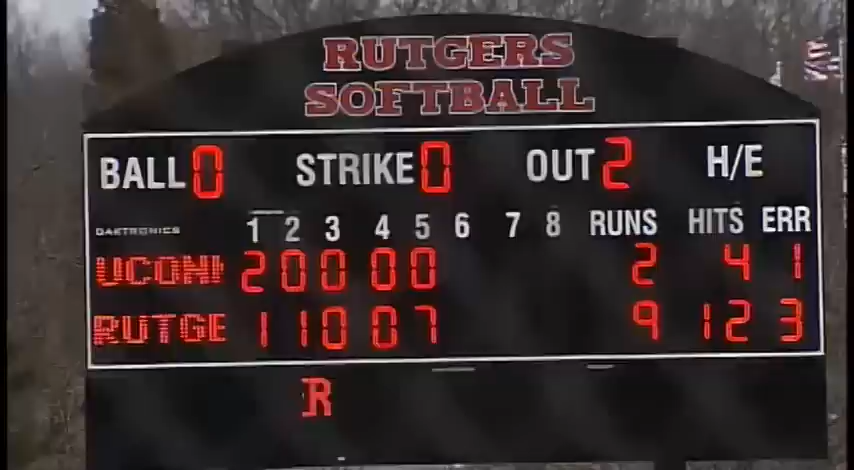 RUTGERS
SOFTBALL
BALL 0 STRIKE 0 OUT 2 H/E
DAKTRONICS 1 2 3 4 5 6 7 8 RUNS HITS ERR
UCONN 2 0 0 0 0 2 4 1
RUTGE 1 1 0 0 7 9 12 3
R